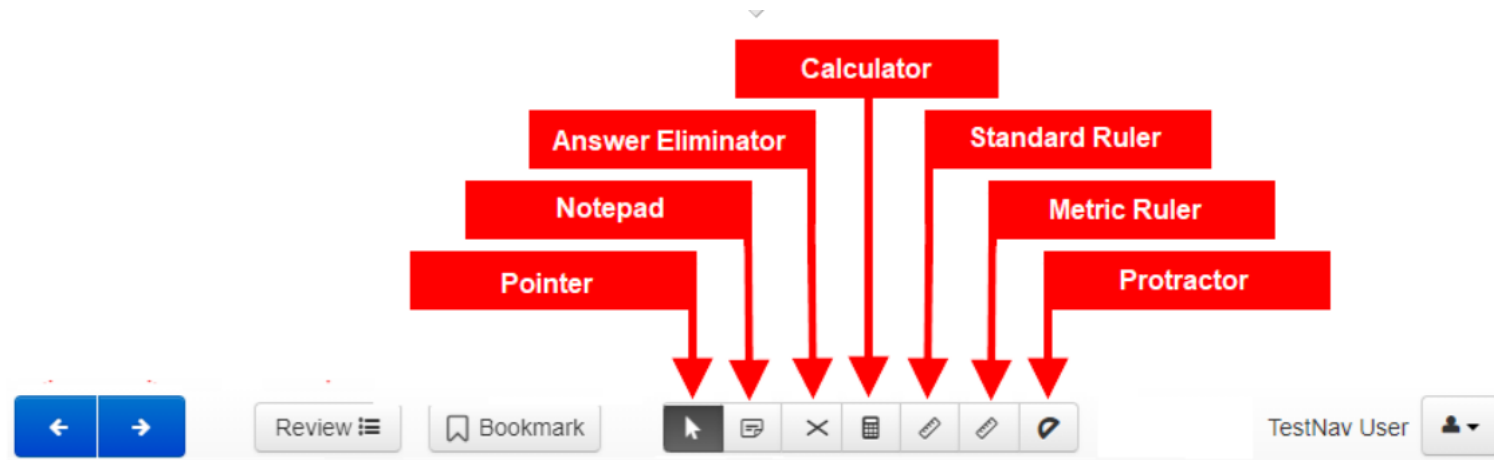 Calculator
Answer Eliminator
Standard Ruler
Notepad
Metric Ruler
Pointer
Protractor
Review
Bookmark
TestNav User